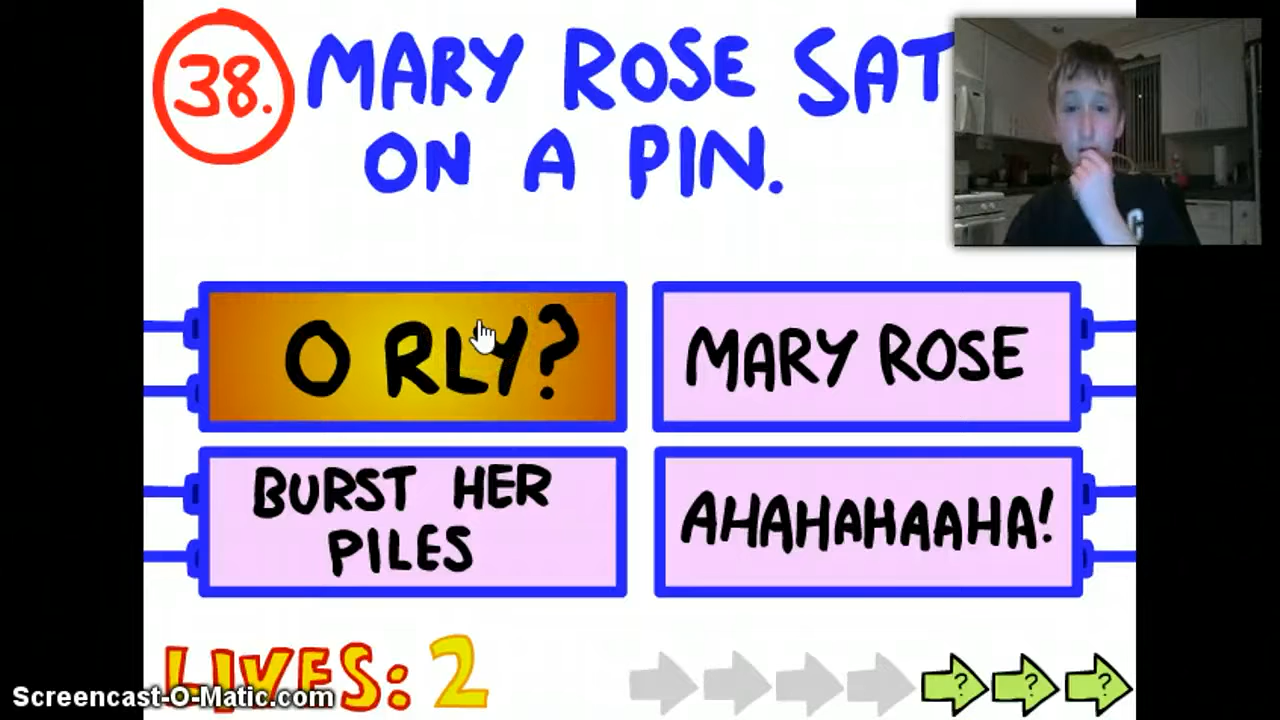 38. MARY ROSE SAT
ON A PIN.
O RLY?
MARY ROSE
BURST HER
PILES
AHAHAHAAHA!
LIVES: 2
? ? ?
Screencast-O-Matic.com
C